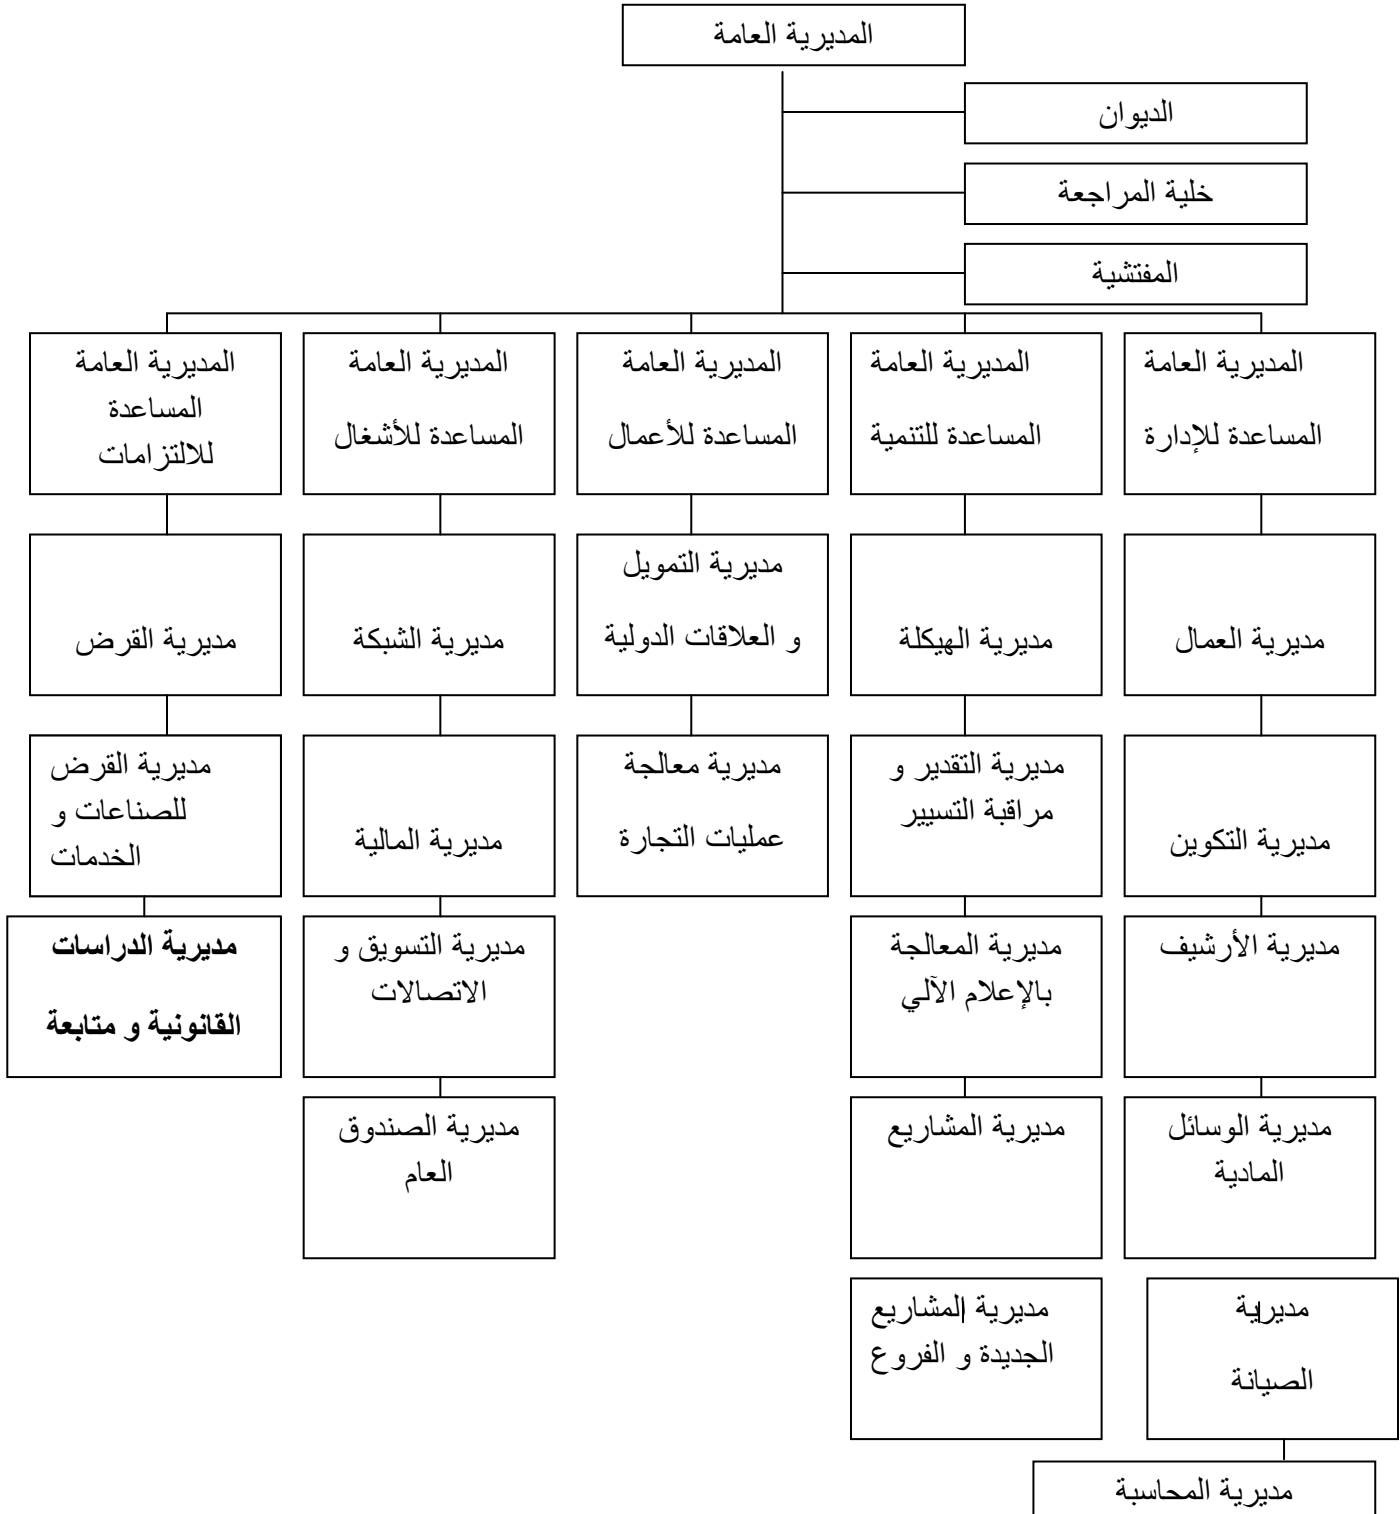 المديرية العامة
الديوان
خلية المراجعة
المفتشية
المديرية العامة
المساعدة للإدارة
المديرية العامة
المساعدة للتنمية
المديرية العامة
المساعدة للأعمال
المديرية العامة
المساعدة للأشغال
المديرية العامة
المساعدة
للالتزامات
مديرية العمال
مديرية الهيكلة
مديرية التمويل
و العلاقات الدولية
مديرية الشبكة
مديرية القرض
مديرية التكوين
مديرية التقدير و
مراقبة التسيير
مديرية معالجة
عمليات التجارة
مديرية المالية
مديرية القرض
للصناعات و
الخدمات
مديرية الأرشيف
مديرية المعالجة
بالإعلام الآلي
مديرية التسويق و
الاتصالات
مديرية الدراسات
القانونية و متابعة
مديرية الوسائل
المادية
مديرية المشاريع
مديرية الصندوق
العام
مديرية
الصيانة
مديرية المشاريع
الجديدة و الفروع
مديرية المحاسبة